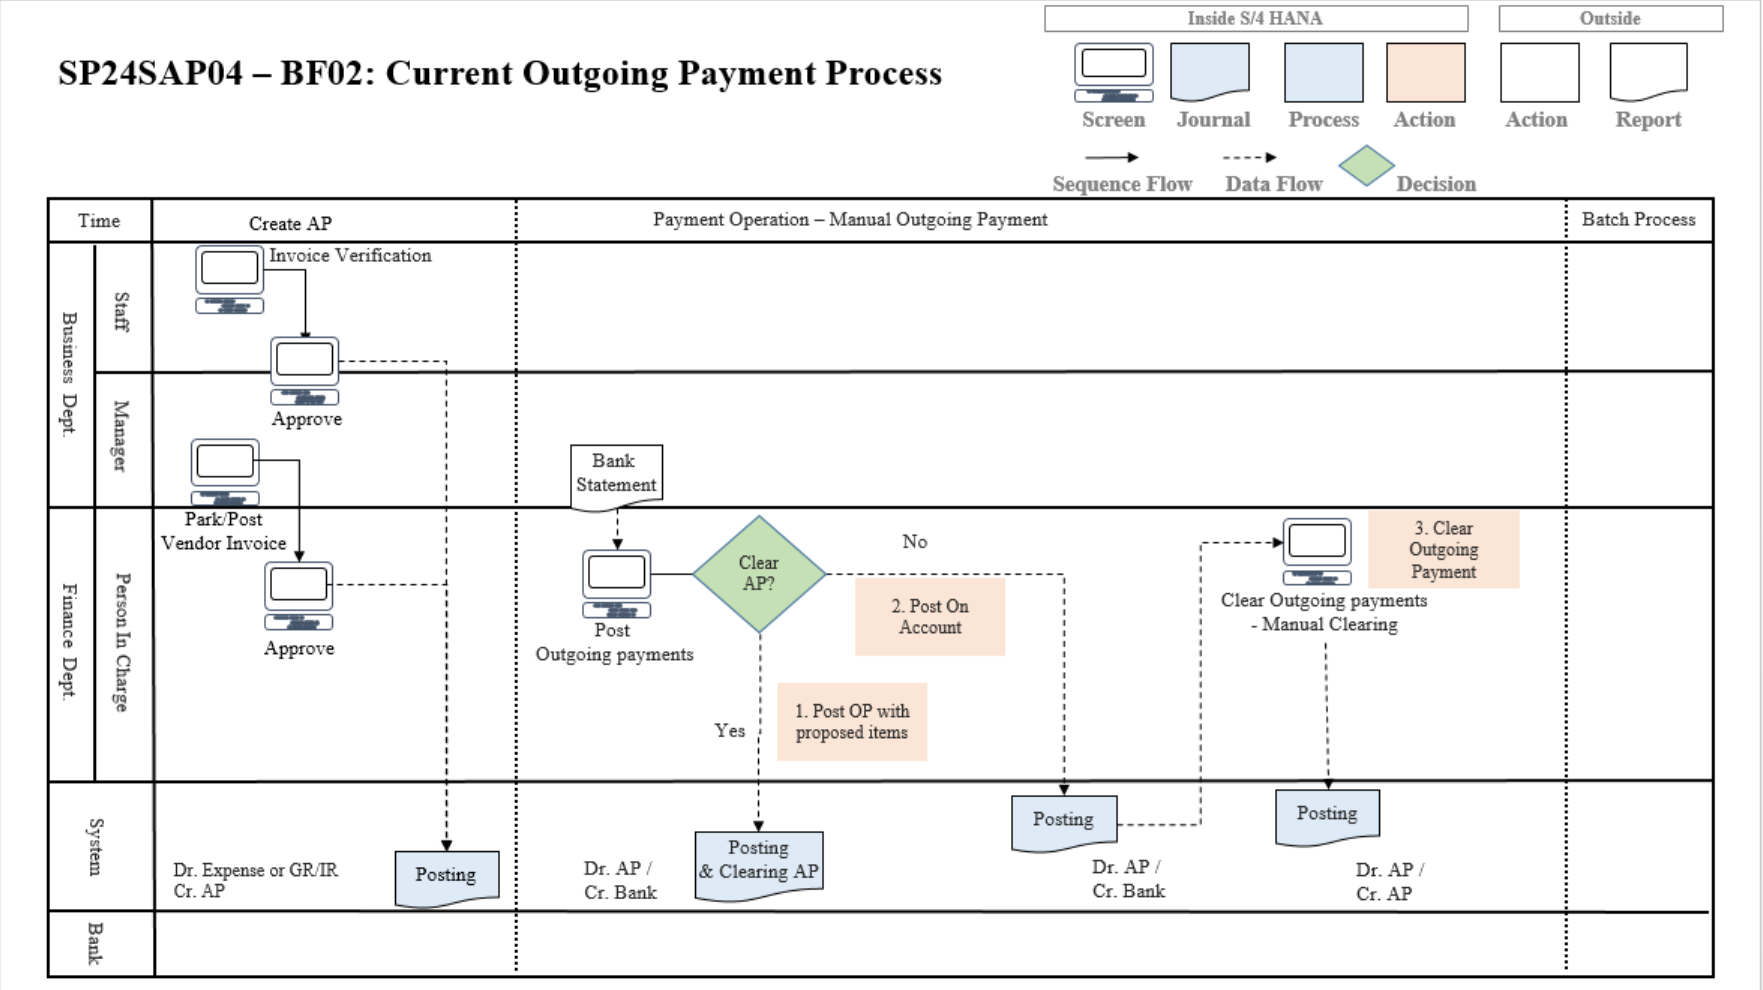 Inside S/4 HANA
Outside
SP24SAP04 – BF02: Current Outgoing Payment Process
Screen
Journal
Process
Action
Action
Report
Sequence Flow
Data Flow
Decision
Time
Create AP
Payment Operation – Manual Outgoing Payment
Batch Process
Business Dept.
Staff
Invoice Verification
Approve
Manager
Park/Post
Vendor Invoice
Bank
Statement
Finance Dept.
Person In Charge
Approve
Post
Outgoing payments
Clear
AP?
No
2. Post On
Account
Yes
1. Post OP with
proposed items
3. Clear
Outgoing
Payment
Clear Outgoing payments
- Manual Clearing
System
Dr. Expense or GR/IR
Cr. AP
Posting
Dr. AP /
Cr. Bank
Posting
& Clearing AP
Posting
Dr. AP /
Cr. Bank
Posting
Dr. AP /
Cr. AP
Bank